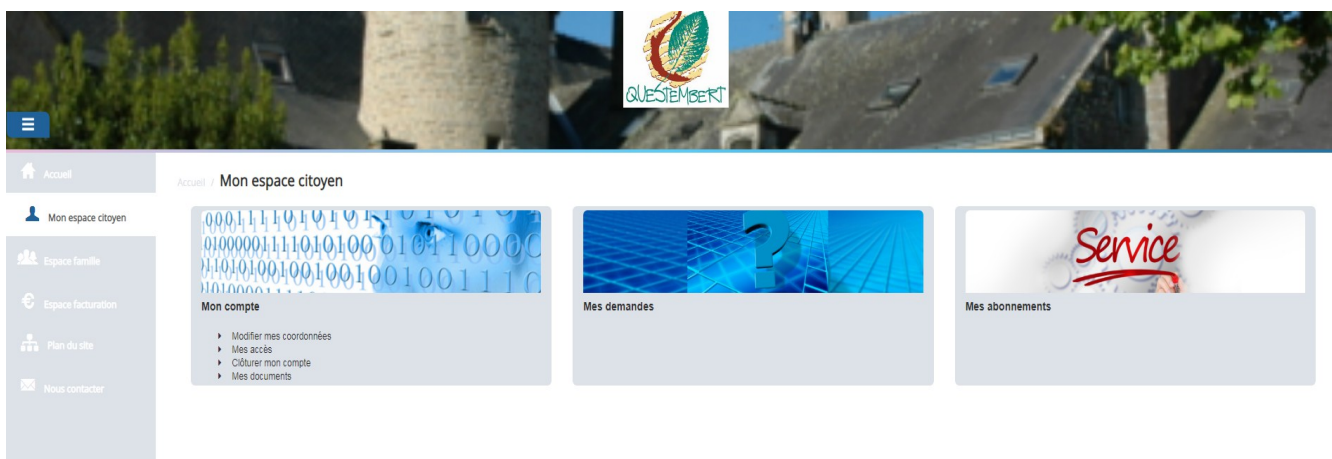 QUESTEMBERT
Accueil
Mon espace citoyen
Espace famille
Espace facturation
Plan du site
Nous contacter
Accueil / Mon espace citoyen
Mon compte
Modifier mes coordonnées
Mes accès
Clôturer mon compte
Mes documents
?
Mes demandes
Service
Mes abonnements